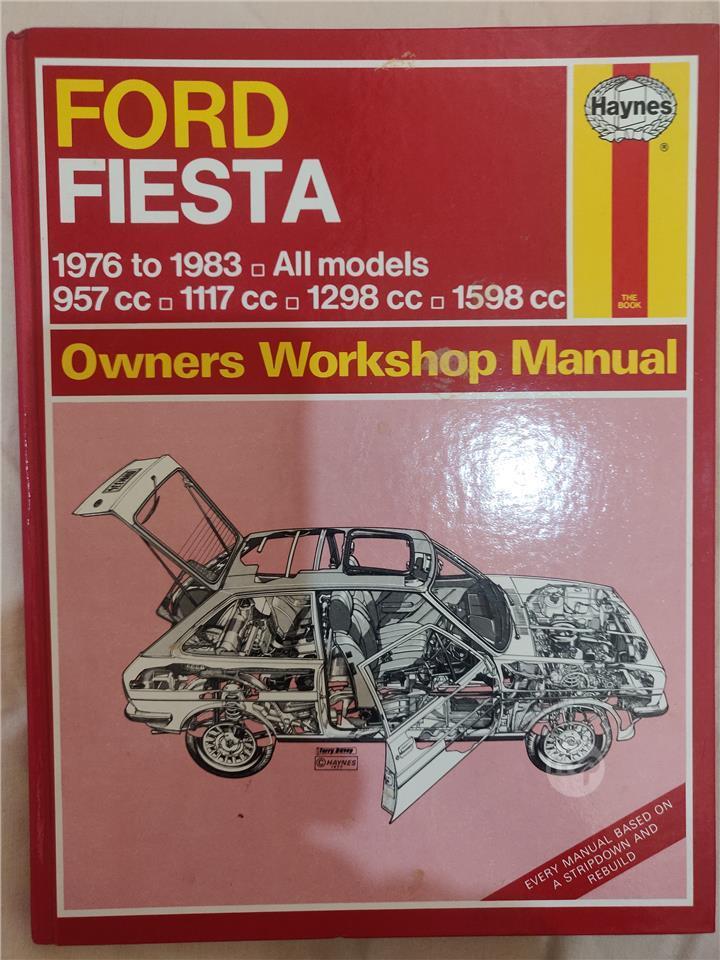 FORD
FIESTA
1976 to 1983 □ All models
957 cc □ 1117 cc □ 1298 cc □ 1598 cc
Haynes
®
THE
BOOK
Owners Workshop Manual
Terry Davey
© HAYNES
EVERY MANUAL BASED ON
A STRIPDOWN AND
REBUILD